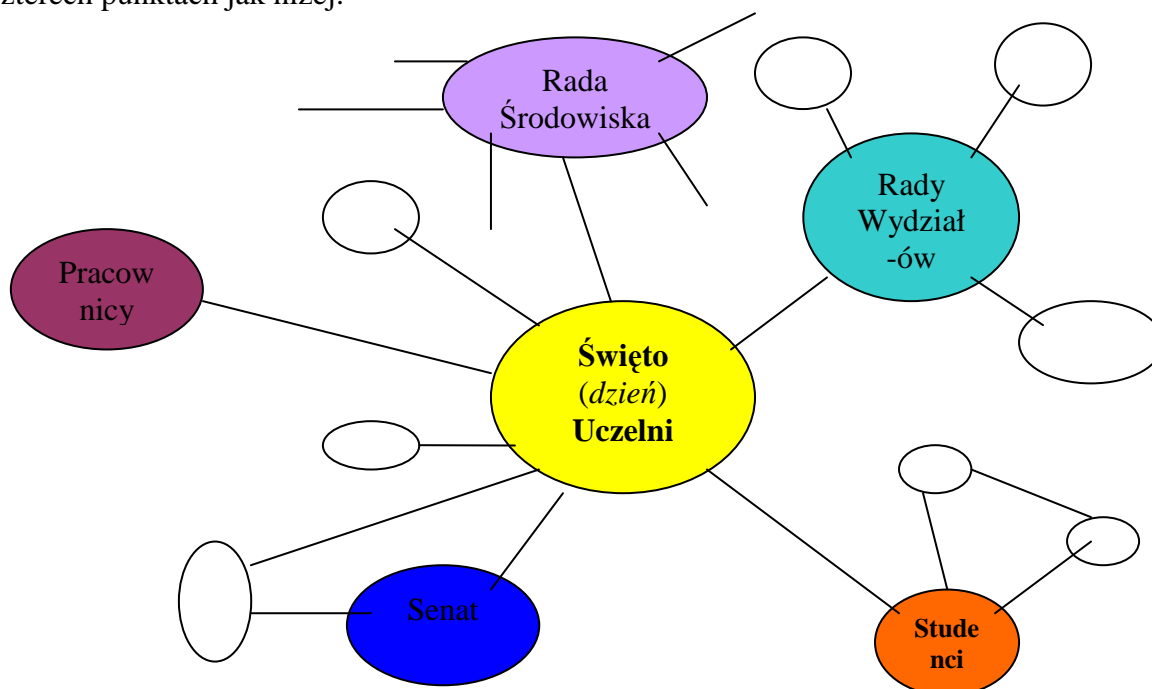 zterech punktach jak niżej:
Rada
Środowiska
Rady
Wydział
-ów
Pracow
nicy
Święto
(dzień)
Uczelni
Senat
Stude
nci